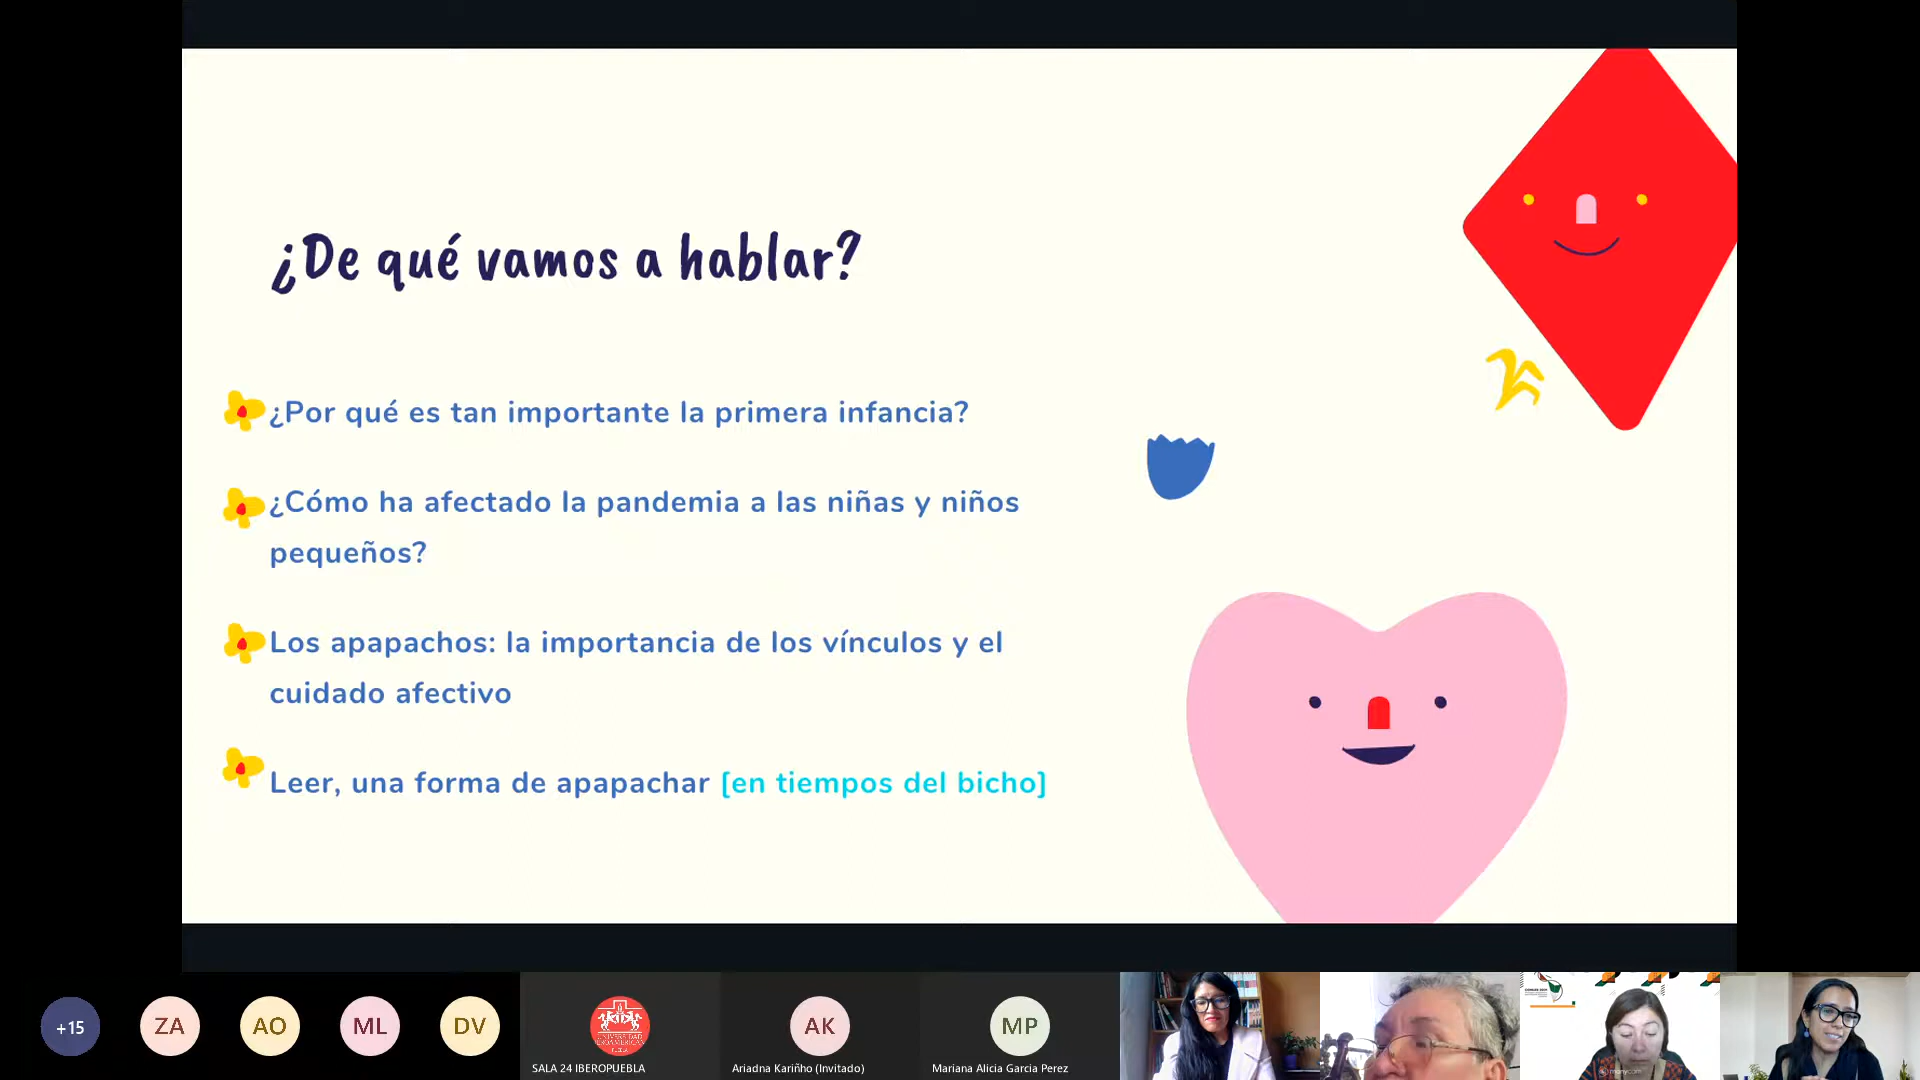 ¿De qué vamos a hablar?
¿Por qué es tan importante la primera infancia?
¿Cómo ha afectado la pandemia a las niñas y niños
pequeños?
Los apapachos: la importancia de los vínculos y el
cuidado afectivo
Leer, una forma de apapachar [en tiempos del bicho]
+15
ZA
AO
ML
DV
SALA 24 IBEROPUEBLA
AK
Ariadna Kariñho (Invitado)
MP
Mariana Alicia Garcia Perez